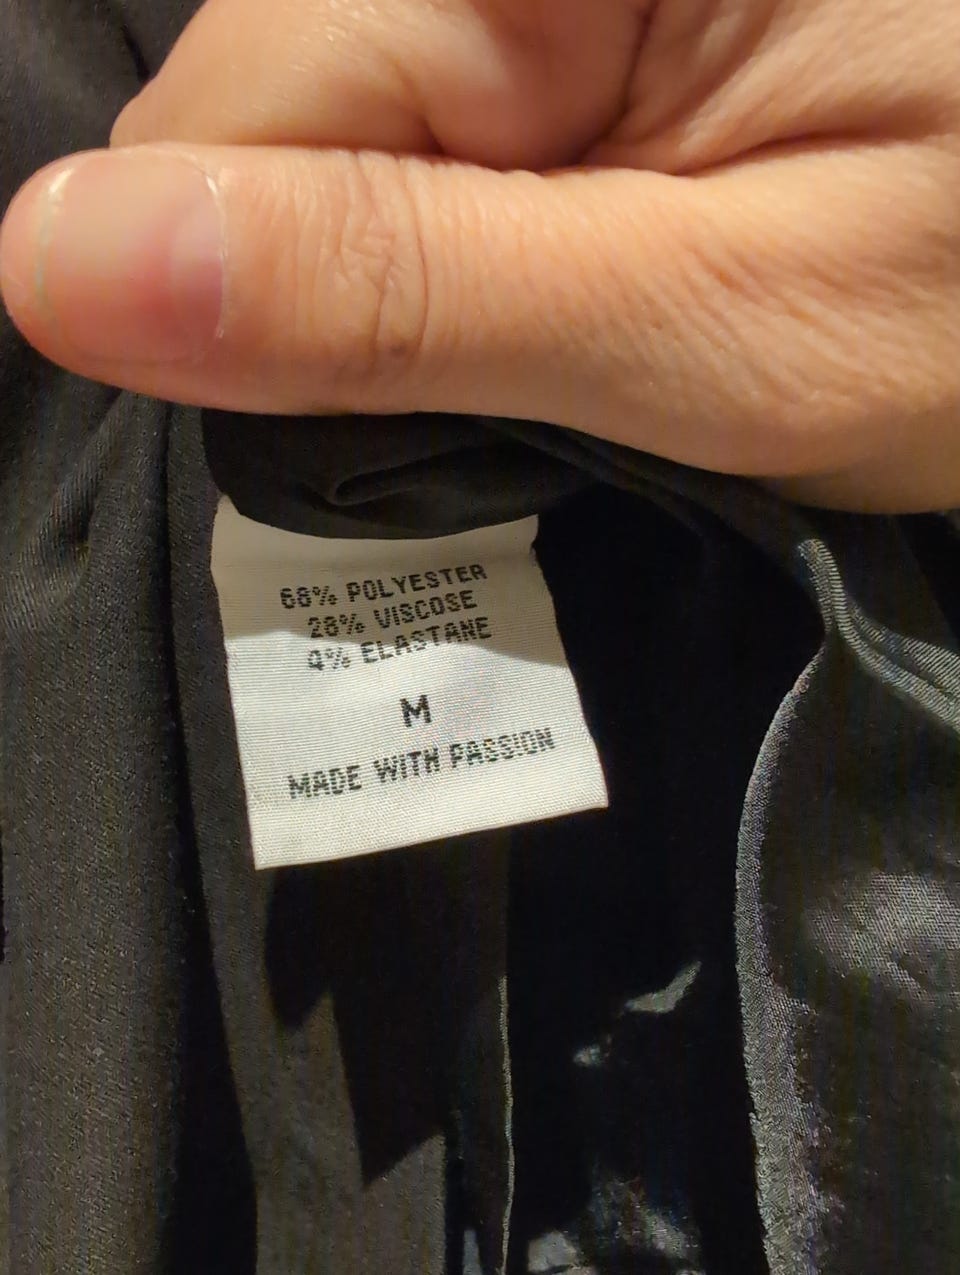 68% POLYESTER
28% VISCOSE
4% ELASTANE
M
MADE WITH PASSION